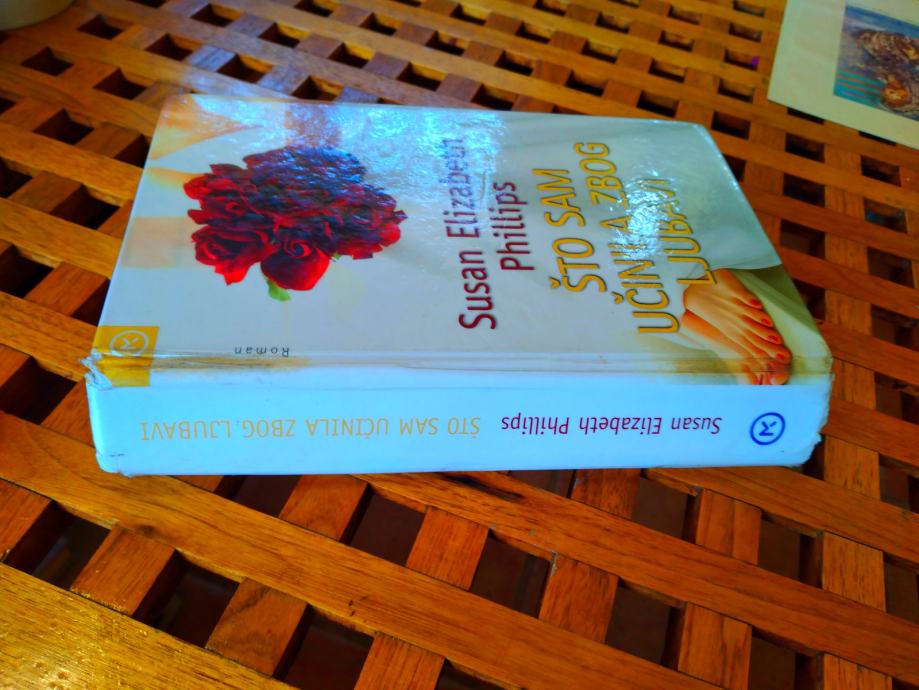 Susan Elizabeth
Phillips
ŠTO SAM
UČINILA ZBOG
LJUBAVI
Roman
Susan Elizabeth Phillips
ŠTO SAM UČINILA ZBOG LJUBAVI